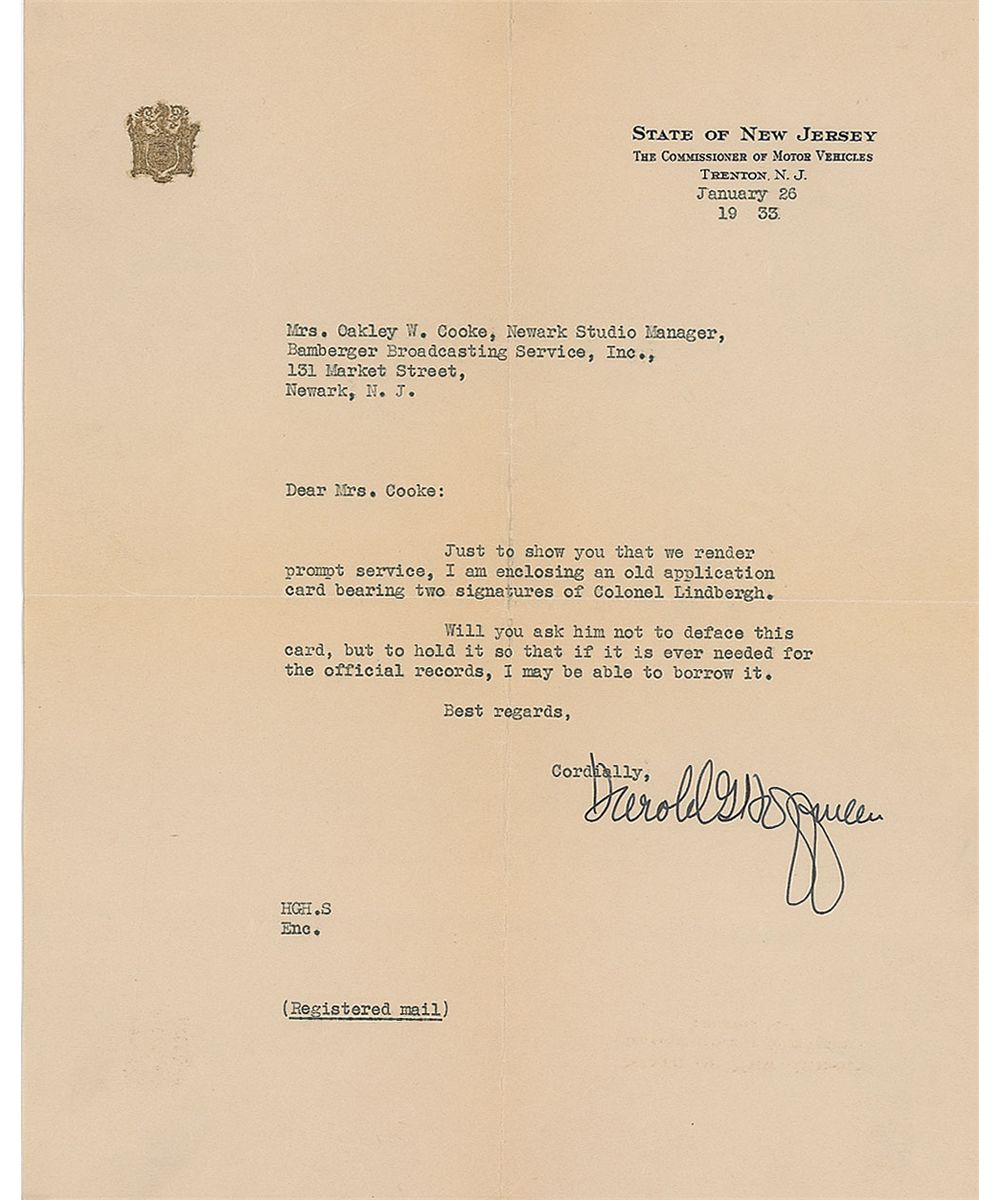 STATE OF NEW JERSEY
THE COMMISSIONER OF MOTOR VEHICLES
TRENTON, N. J.
January 26
19 33.
Mrs. Oakley W. Cooke, Newark Studio Manager,
Bamberger Broadcasting Service, Inc.,
131 Market Street,
Newark, N. J.
Dear Mrs. Cooke:
Just to show you that we render
prompt service, I am enclosing an old application
card bearing two signatures of Colonel Lindbergh.
Will you ask him not to deface this
card, but to hold it so that if it is ever needed for
the official records, I may be able to borrow it.
Best regards,
Cordially,
Harold G Hoffman
HGH.S
Enc.
(Registered mail)